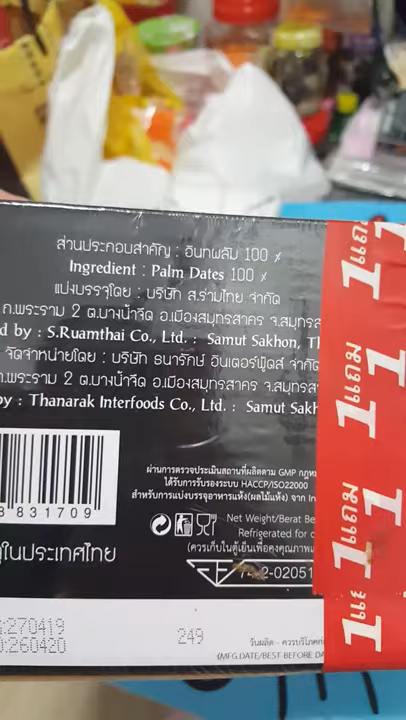 ส่วนประกอบสำคัญ : อินทผลัม 100 %
Ingredient : Palm Dates 100 %
แบ่งบรรจุโดย : บริษัท ส.ร่วมไทย จำกัด
ถ.พระราม 2 ต.บางน้ำจืด อ.เมืองสมุทรสาคร จ.สมุทรส
d by : S.Ruamthai Co., Ltd. : Samut Sakhon, Th
จัดจำหน่ายโดย : บริษัท ธนารักษ์ อินเตอร์ฟู้ดส์ จำกัด
ถ.พระราม 2 ต.บางน้ำจืด อ.เมืองสมุทรสาคร จ.สมุทรส
by : Thanarak Interfoods Co., Ltd. : Samut Sakh
ผ่านการตรวจประเมินสถานที่ผลิตตาม GMP กฎหม
ได้รับการรับรองระบบ HACCP/ISO22000
สำหรับการแบ่งบรรจุอาหารแห้ง(ผลไม้แห้ง) จาก In
8 831709
Net Weight/Berat Be
Refrigerated for
(ควรเก็บในตู้เย็นเพื่อคงคุณภาพ
ในประเทศไทย
2-02051
:270419
:260420
249
วันผลิต - ควรบริโภคก่
(MFG.DATE/BEST BEFORE DA
1แถม1
1แถม1
1แถม1
1แ